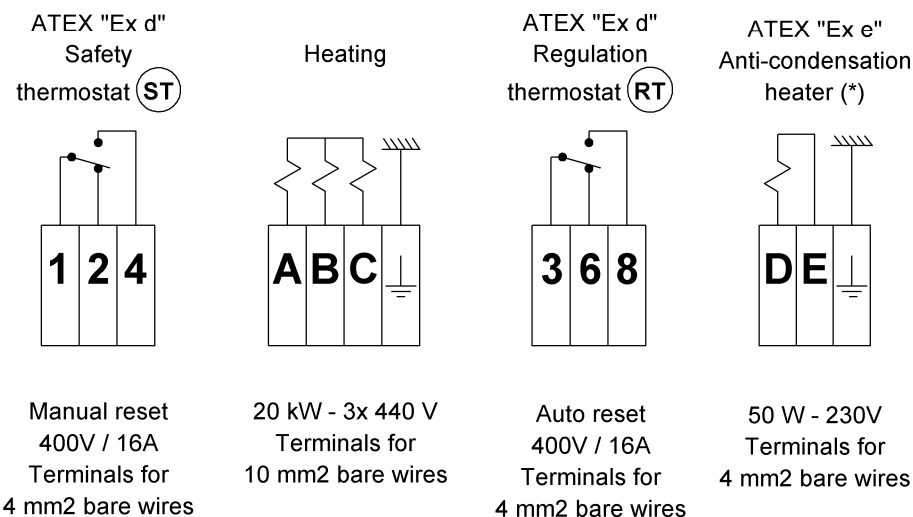 ATEX "Ex d"
Safety
thermostat ST
1 2 4
Manual reset
400V / 16A
Terminals for
4 mm2 bare wires
Heating
A B C
20 kW - 3x 440 V
Terminals for
10 mm2 bare wires
ATEX "Ex d"
Regulation
thermostat RT
3 6 8
Auto reset
400V / 16A
Terminals for
4 mm2 bare wires
ATEX "Ex e"
Anti-condensation
heater (*)
D E
50 W - 230V
Terminals for
4 mm2 bare wires